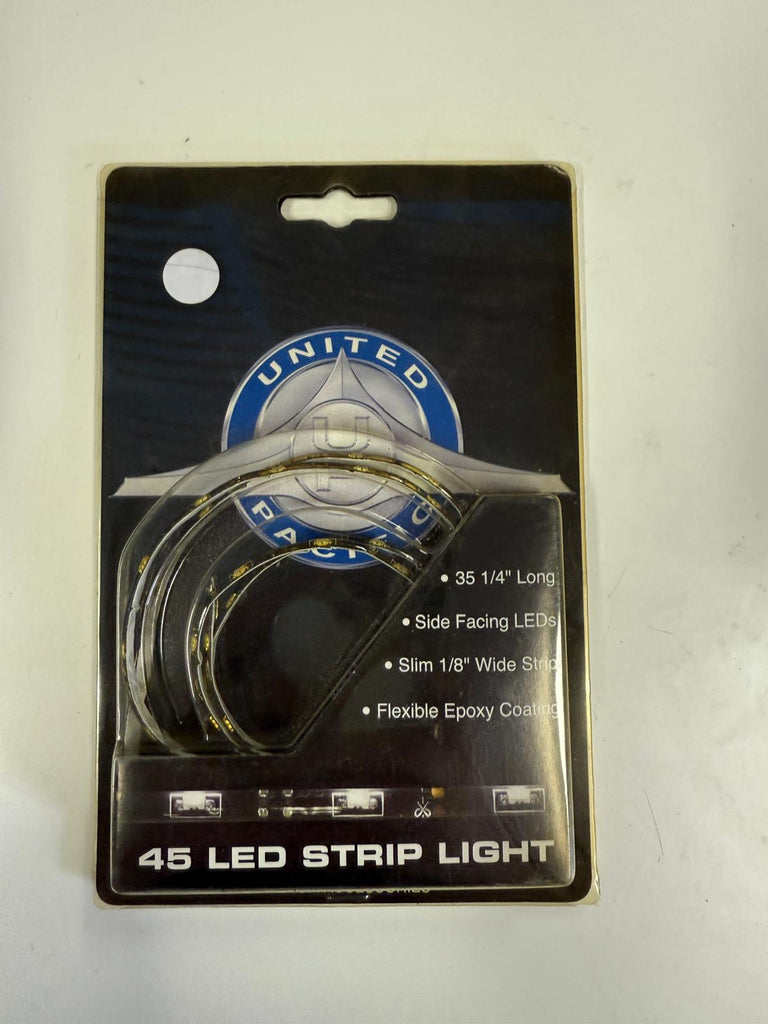 UNITED
U
P
PACIFIC
• 35 1/4" Long
• Side Facing LEDs
• Slim 1/8" Wide Strip
• Flexible Epoxy Coating
45 LED STRIP LIGHT